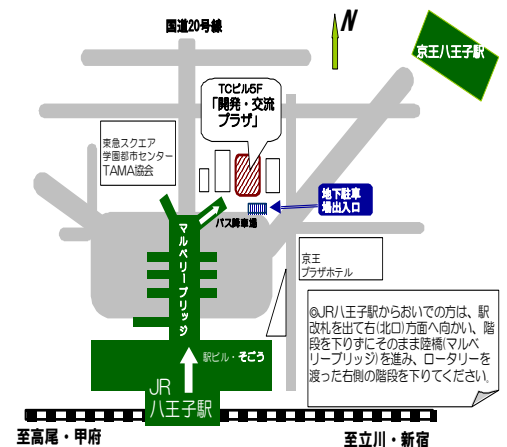 国道20号線
N
京王八王子駅
TCビル5F
「開発・交流
プラザ」
東急スクエア
学園都市センター
TAMA協会
地下駐車
場出入口
バス降車場
マルベリーブリッジ
京王
プラザホテル
@JR八王子駅からおいでの方は、駅
改札を出て右(北口)方面へ向かい、階
段を下りずにそのまま陸橋(マルベ
リーブリッジ)を進み、ロータリーを
渡った右側の階段を下りてください。
駅ビル・そごう
JR
八王子駅
至高尾・甲府
至立川・新宿